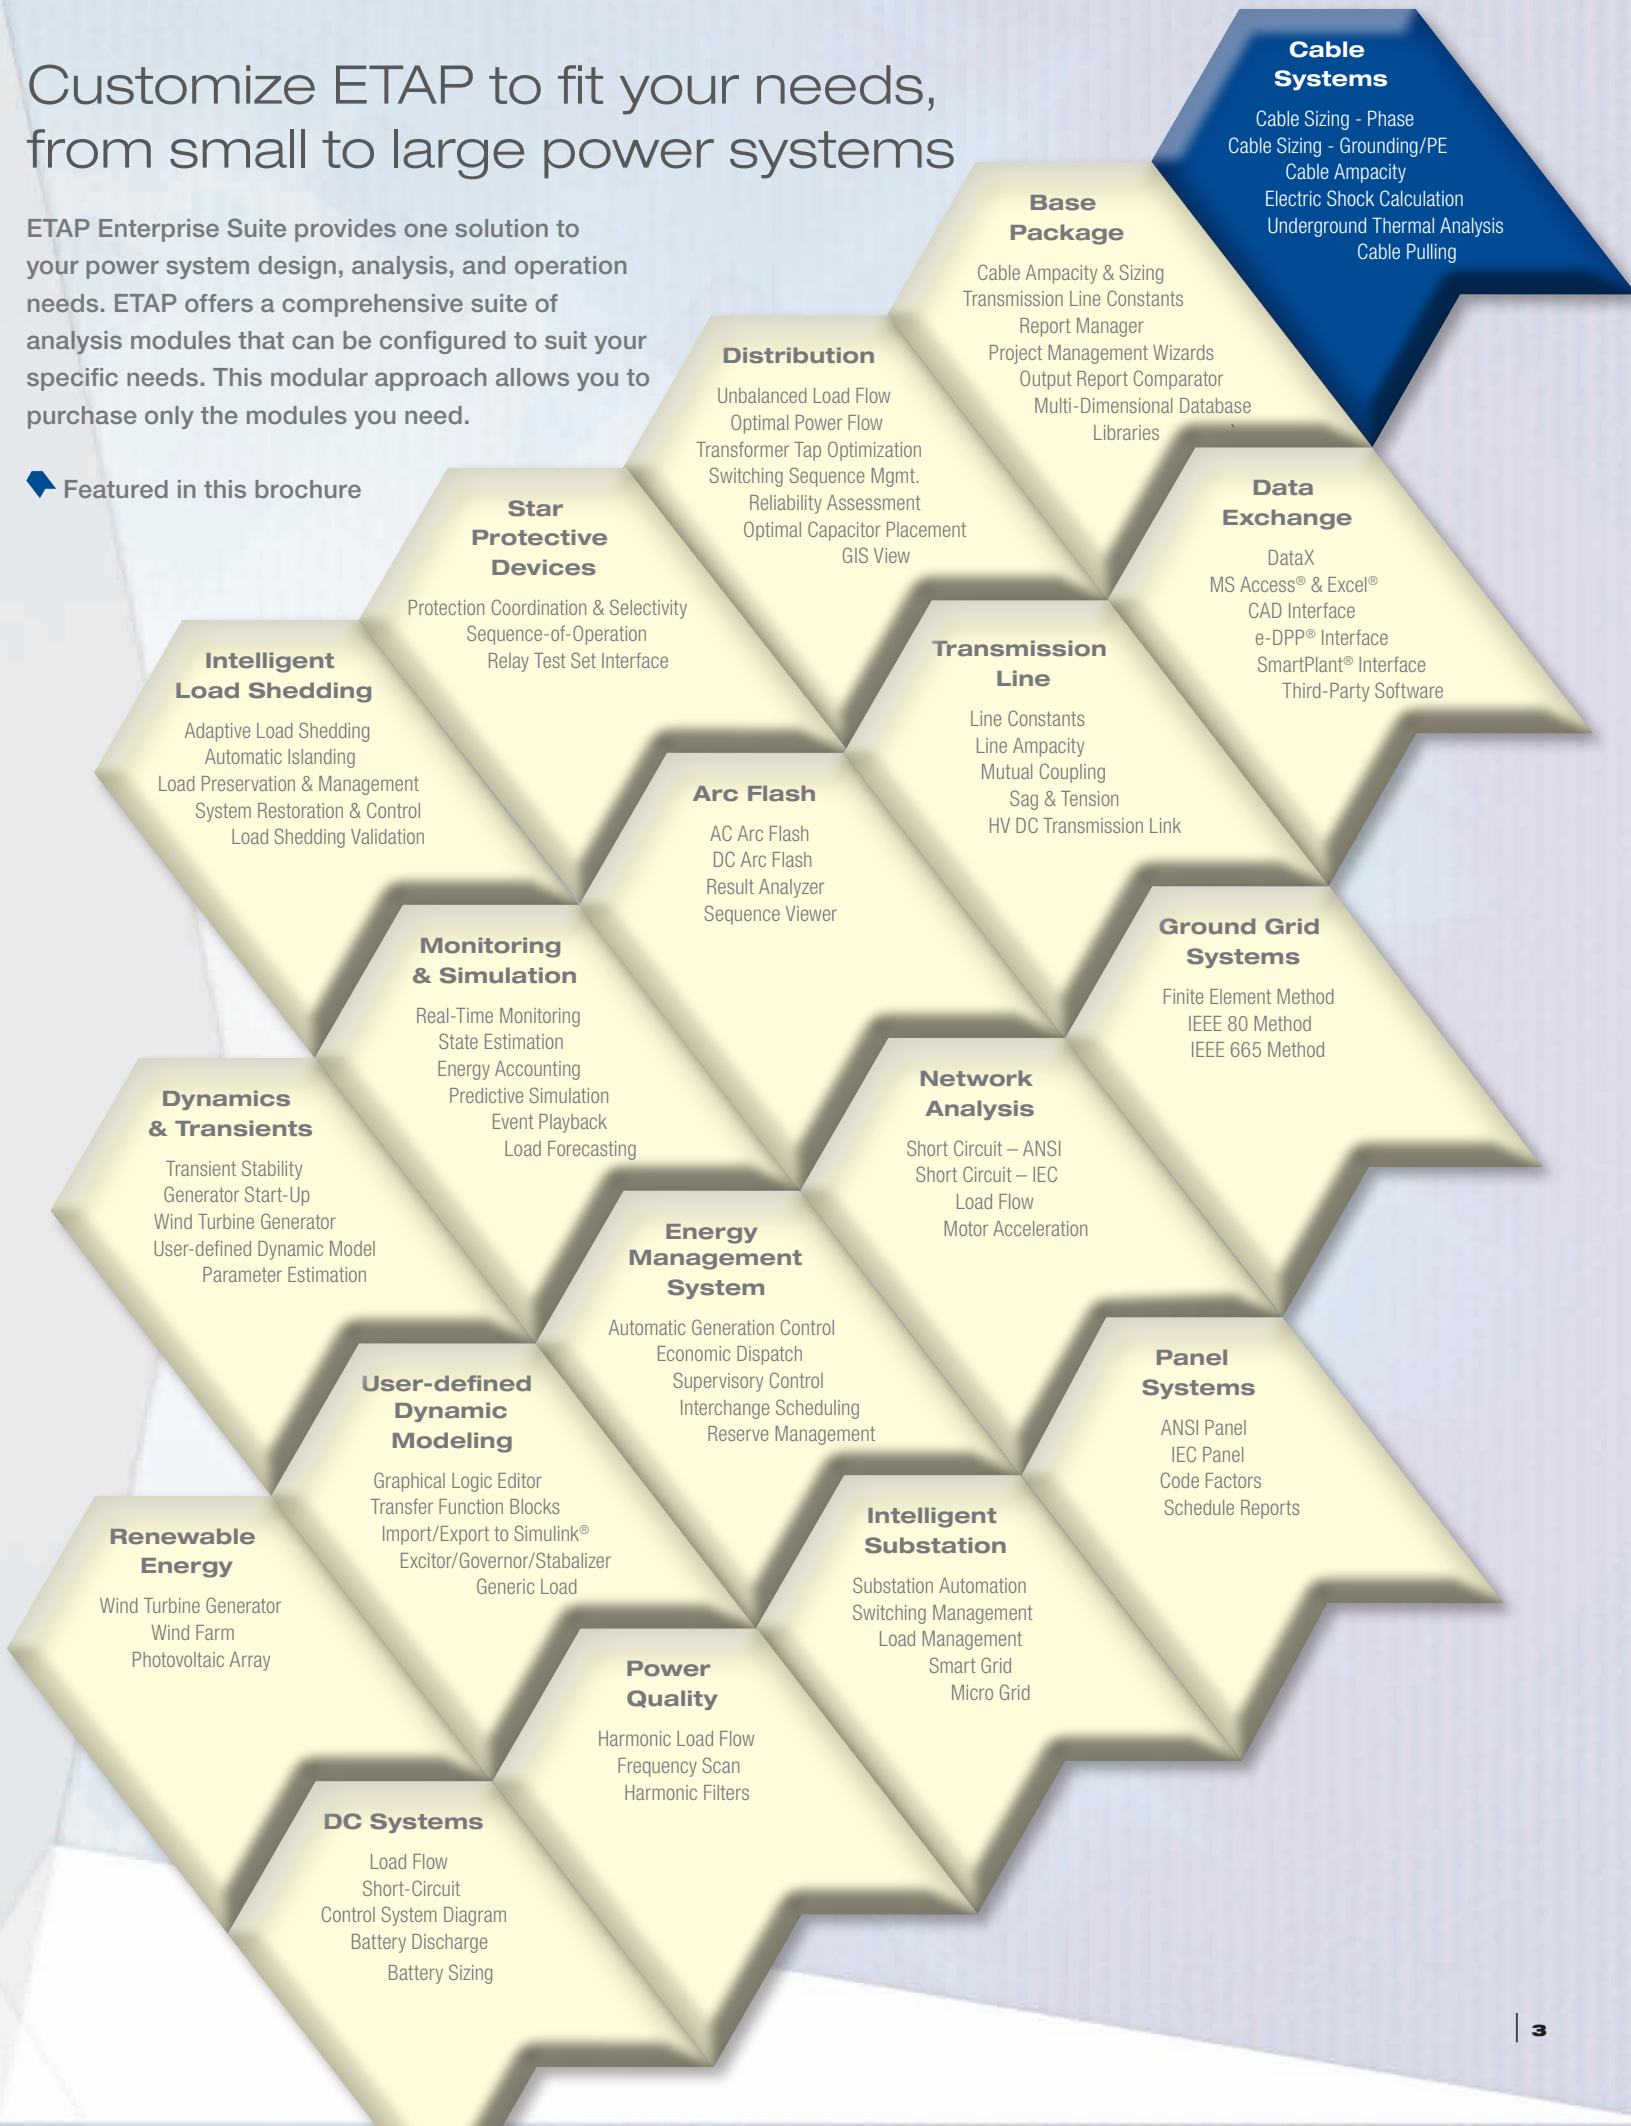 Customize ETAP to fit your needs,
from small to large power systems
ETAP Enterprise Suite provides one solution to
your power system design, analysis, and operation
needs. ETAP offers a comprehensive suite of
analysis modules that can be configured to suit your
specific needs. This modular approach allows you to
purchase only the modules you need.
Featured in this brochure
Cable
Systems
Cable Sizing - Phase
Cable Sizing - Grounding/PE
Cable Ampacity
Electric Shock Calculation
Underground Thermal Analysis
Cable Pulling
Base
Package
Cable Ampacity & Sizing
Transmission Line Constants
Report Manager
Project Management Wizards
Output Report Comparator
Multi-Dimensional Database
Libraries `
Distribution
Unbalanced Load Flow
Optimal Power Flow
Transformer Tap Optimization
Switching Sequence Mgmt.
Reliability Assessment
Optimal Capacitor Placement
GIS View
Star
Protective
Devices
Protection Coordination & Selectivity
Sequence-of-Operation
Relay Test Set Interface
Intelligent
Load Shedding
Adaptive Load Shedding
Automatic Islanding
Load Preservation & Management
System Restoration & Control
Load Shedding Validation
Data
Exchange
DataX
MS Access® & Excel®
CAD Interface
e-DPP® Interface
SmartPlant® Interface
Third-Party Software
Transmission
Line
Line Constants
Line Ampacity
Mutual Coupling
Sag & Tension
HV DC Transmission Link
Arc Flash
AC Arc Flash
DC Arc Flash
Result Analyzer
Sequence Viewer
Monitoring
& Simulation
Real-Time Monitoring
State Estimation
Energy Accounting
Predictive Simulation
Event Playback
Load Forecasting
Dynamics
& Transients
Transient Stability
Generator Start-Up
Wind Turbine Generator
User-defined Dynamic Model
Parameter Estimation
Ground Grid
Systems
Finite Element Method
IEEE 80 Method
IEEE 665 Method
Network
Analysis
Short Circuit – ANSI
Short Circuit – IEC
Load Flow
Motor Acceleration
Energy
Management
System
Automatic Generation Control
Economic Dispatch
Supervisory Control
Interchange Scheduling
Reserve Management
User-defined
Dynamic
Modeling
Graphical Logic Editor
Transfer Function Blocks
Import/Export to Simulink®
Excitor/Governor/Stabalizer
Generic Load
Renewable
Energy
Wind Turbine Generator
Wind Farm
Photovoltaic Array
Panel
Systems
ANSI Panel
IEC Panel
Code Factors
Schedule Reports
Intelligent
Substation
Substation Automation
Switching Management
Load Management
Smart Grid
Micro Grid
Power
Quality
Harmonic Load Flow
Frequency Scan
Harmonic Filters
DC Systems
Load Flow
Short-Circuit
Control System Diagram
Battery Discharge
Battery Sizing
3